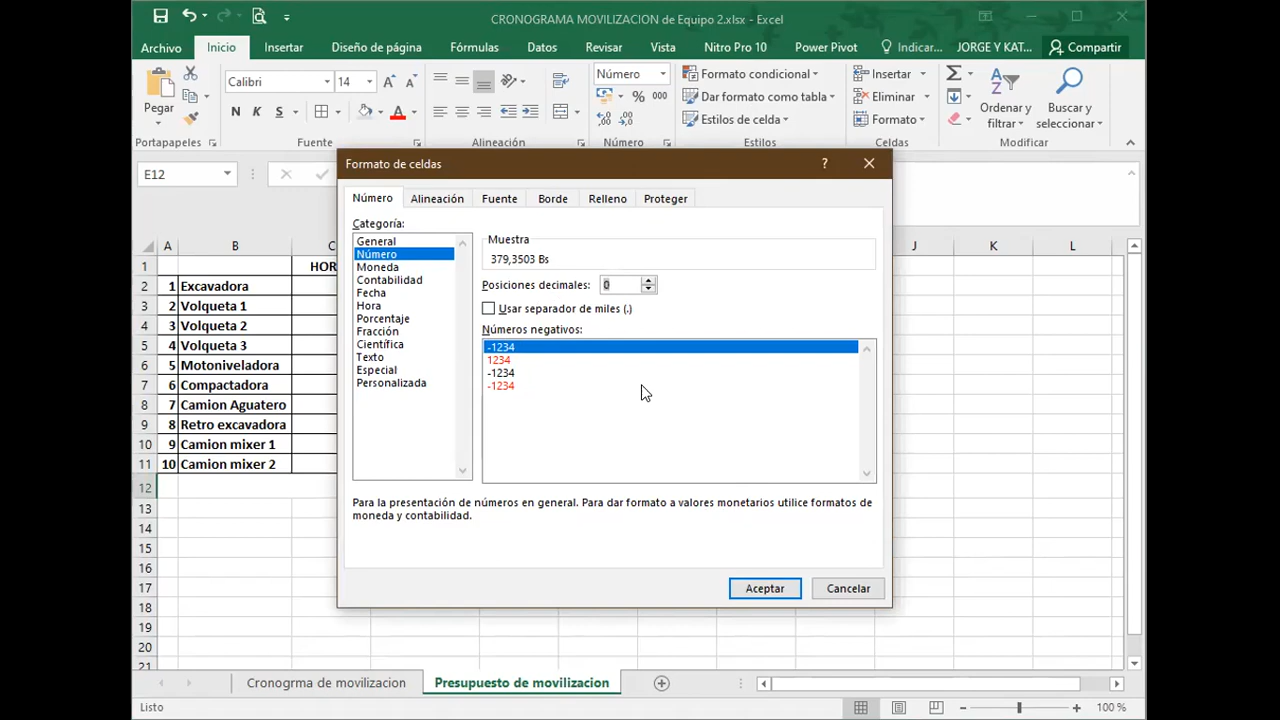 CRONOGRAMA MOVILIZACION de Equipo 2.xlsx - Excel
Archivo Inicio Insertar Diseño de página Fórmulas Datos Revisar Vista Nitro Pro 10 Power Pivot Indicar... JORGE Y KAT... Compartir
Pegar
Calibri 14
N K S
Número
% 000
Formato condicional
Dar formato como tabla
Estilos de celda
Insertar
Eliminar
Formato
Ordenar y filtrar
Buscar y seleccionar
Portapapeles Fuente Alineación Número Estilos Celdas Modificar
E12
Formato de celdas
Número Alineación Fuente Borde Relleno Proteger
Categoría:
General
Número
Moneda
Contabilidad
Fecha
Hora
Porcentaje
Fracción
Científica
Texto
Especial
Personalizada
Muestra
379,3503 Bs
Posiciones decimales: 0
Usar separador de miles (.)
Números negativos:
-1234
1234
-1234
-1234
Para la presentación de números en general. Para dar formato a valores monetarios utilice formatos de
moneda y contabilidad.
Aceptar Cancelar
A B C J K L
1 HOR
2 1 Excavadora
3 2 Volqueta 1
4 3 Volqueta 2
5 4 Volqueta 3
6 5 Motoniveladora
7 6 Compactadora
8 7 Camion Aguatero
9 8 Retro excavadora
10 9 Camion mixer 1
11 10 Camion mixer 2
12
13
14
15
16
17
18
19
20
21
Cronogrma de movilizacion Presupuesto de movilizacion
Listo 100 %